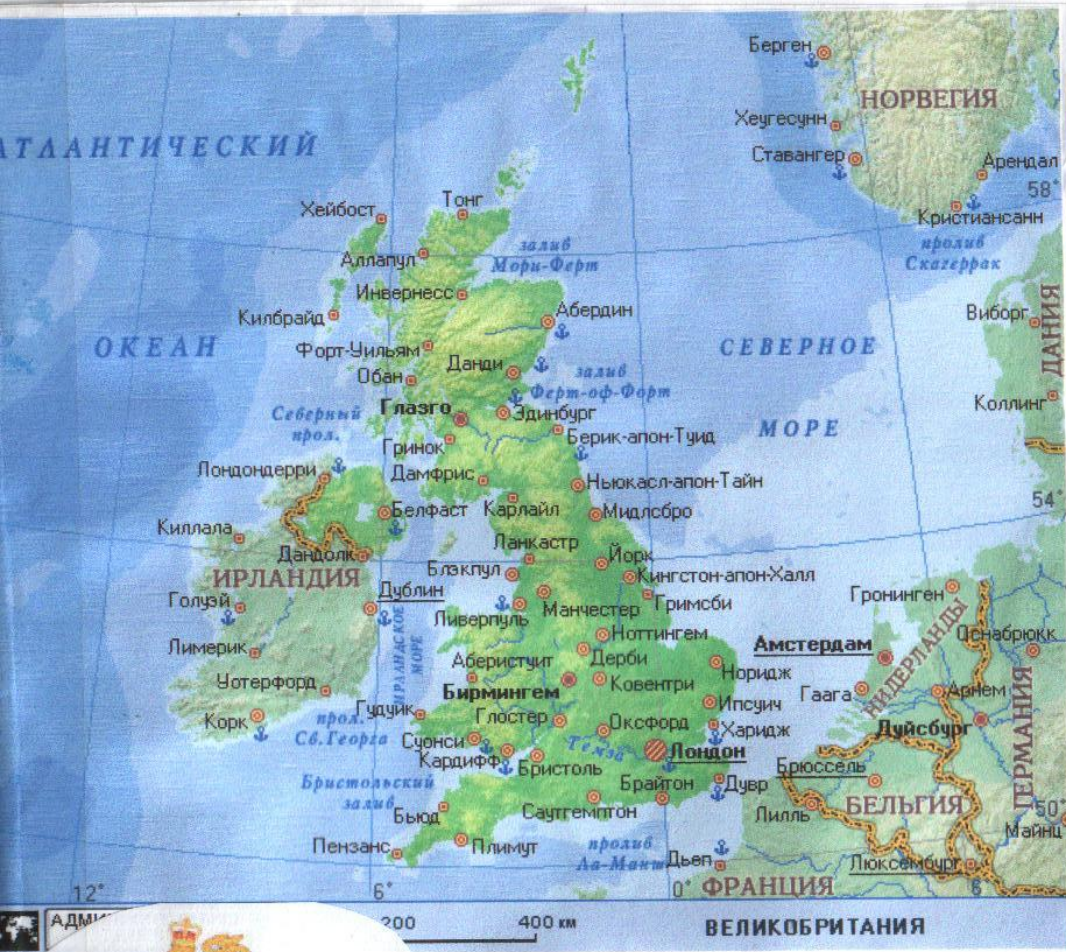 Берген
НОРВЕГИЯ
Хеугесунн
АТЛАНТИЧЕСКИЙ
Ставангер
Арендал
58°
Тонг
Хейбост
Кристиансанн
залив
Мори-Ферт
пролив
Скагеррак
Аллапул
Инвернесс
Абердин
Килбрайд
Виборг
ДАНИЯ
ОКЕАН
СЕВЕРНОЕ
Форт-Уильям
Данди
залив
Ферт-оф-Форт
Обан
Коллинг
Северный
прол.
Глазго
Эдинбург
МОРЕ
Берик-апон-Туид
Гринок
Лондондерри
Дамфрис
Ньюкасл-апон-Тайн
54°
Белфаст
Карлайл
Мидлсбро
Киллала
Ланкастр
Дандолк
Йорк
ИРЛАНДИЯ
Блэкпул
Кингстон-апон-Халл
Дублин
Гронинген
Голуэй
Манчестер
Гримсби
Ливерпуль
ИРЛАНДСКОЕ
МОРЕ
Ноттингем
Оснабрюкк
Лимерик
Амстердам
НИДЕРЛАНДЫ
Аберистуит
Дерби
Норидж
Уотерфорд
Бирмингем
Ковентри
Гаага
Арнем
Ипсуич
Гудуик
Корк
прол.
Св.Георга
Глостер
Оксфорд
Харидж
Дуйсбург
ГЕРМАНИЯ
Суонси
Темза
Лондон
Кардифф
Бристоль
Брюссель
Бристольский
залив
Брайтон
Дувр
БЕЛЬГИЯ
Бьюд
Саутгемптон
Лилль
50°
Майнц
Пензанс
Плимут
пролив
Ла-Манш
Дьеп
Люксембург
12°
6°
0°
ФРАНЦИЯ
6
АДМИ
200
400 км
ВЕЛИКОБРИТАНИЯ